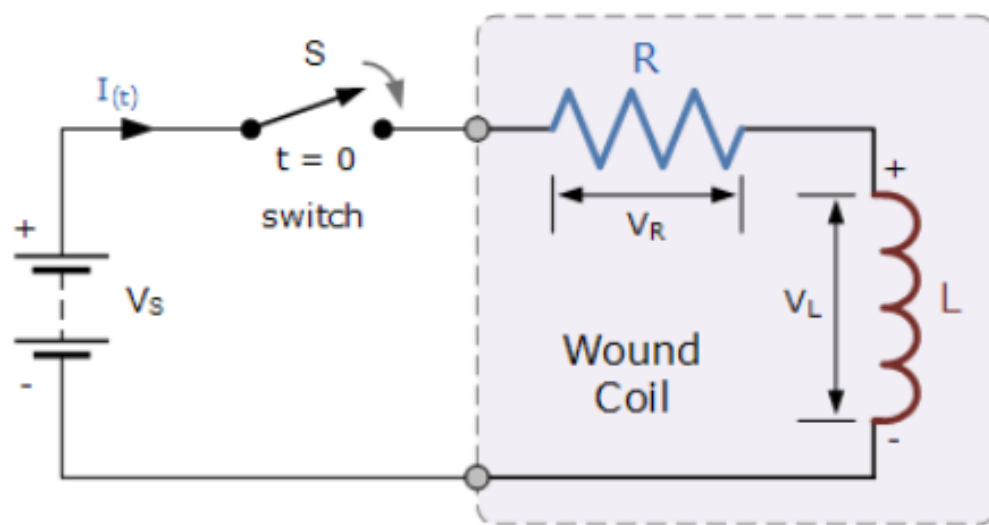 S
R
I(t)
t = 0
switch
+
+
VR
VS
VL
L
Wound
Coil
-
-